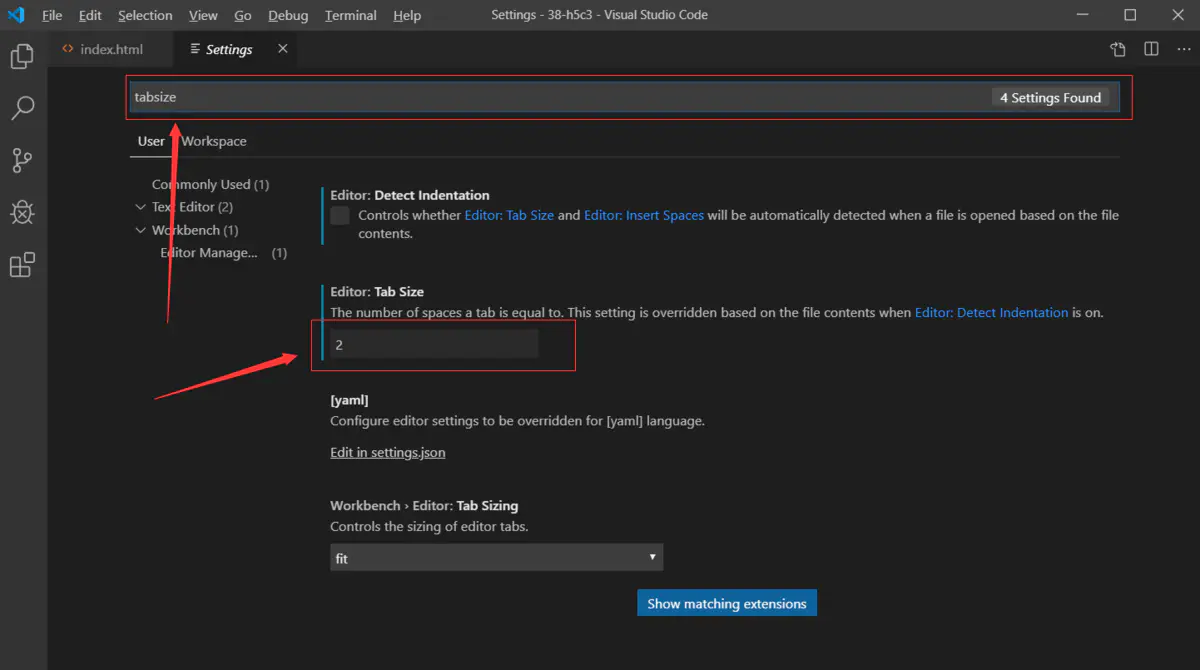 File Edit Selection View Go Debug Terminal Help Settings - 38-h5c3 - Visual Studio Code
index.html Settings
tabsize 4 Settings Found
User Workspace
Commonly Used (1)
Text Editor (2)
Workbench (1)
Editor Manage... (1)
Editor: Detect Indentation
Controls whether Editor: Tab Size and Editor: Insert Spaces will be automatically detected when a file is opened based on the file
contents.
Editor: Tab Size
The number of spaces a tab is equal to. This setting is overridden based on the file contents when Editor: Detect Indentation is on.
2
[yaml]
Configure editor settings to be overridden for [yaml] language.
Edit in settings.json
Workbench › Editor: Tab Sizing
Controls the sizing of editor tabs.
fit
Show matching extensions